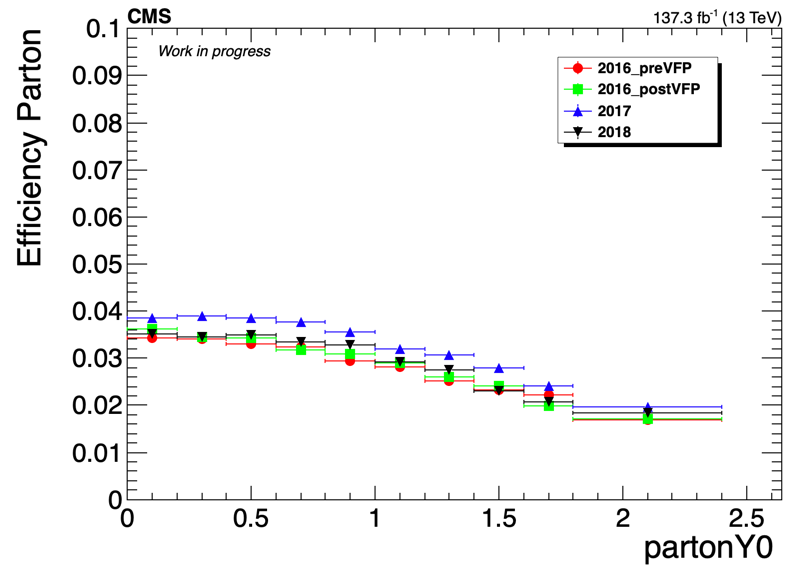 CMS
137.3 fb-1 (13 TeV)
Work in progress
2016_preVFP
2016_postVFP
2017
2018
Efficiency Parton
0.1
0.09
0.08
0.07
0.06
0.05
0.04
0.03
0.02
0.01
0
0 0.5 1 1.5 2 2.5
partonY0